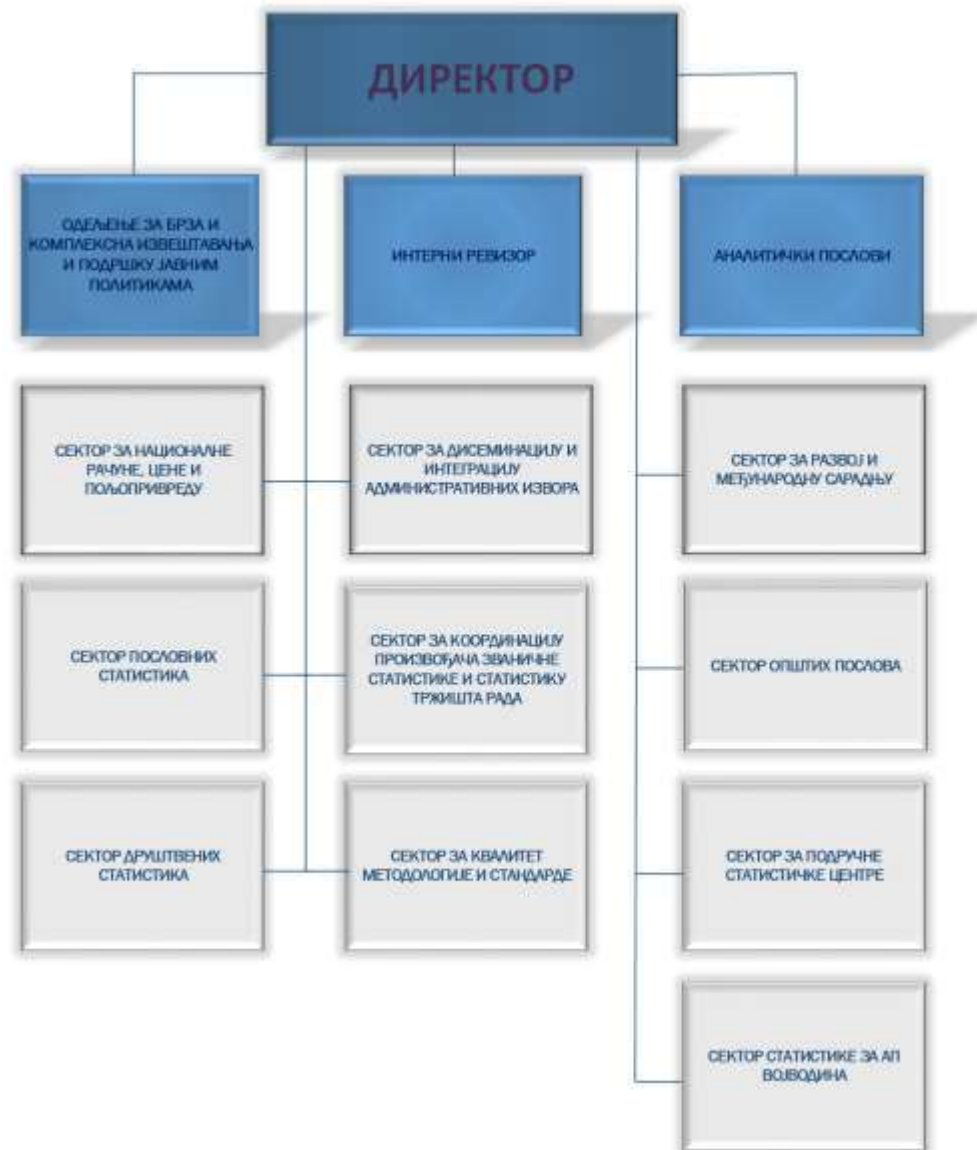 ДИРЕКТОР
ОДЕЉЕЊЕ ЗА БРЗА И
КОМПЛЕКСНА ИЗВЕШТАВАЊА
И ПОДРШКУ ЈАВНИМ
ПОЛИТИКАМА
ИНТЕРНИ РЕВИЗОР
АНАЛИТИЧКИ ПОСЛОВИ
СЕКТОР ЗА НАЦИОНАЛНЕ
РАЧУНЕ, ЦЕНЕ И
ПОЉОПРИВРЕДУ
СЕКТОР ЗА ДИСЕМИНАЦИЈУ И
ИНТЕГРАЦИЈУ
АДМИНИСТРАТИВНИХ ИЗВОРА
СЕКТОР ЗА РАЗВОЈ И
МЕЂУНАРОДНУ САРАДЊУ
СЕКТОР ПОСЛОВНИХ
СТАТИСТИКА
СЕКТОР ЗА КООРДИНАЦИЈУ
ПРОИЗВОЂАЧА ЗВАНИЧНЕ
СТАТИСТИКЕ И СТАТИСТИКУ
ТРЖИШТА РАДА
СЕКТОР ОПШТИХ ПОСЛОВА
СЕКТОР ДРУШТВЕНИХ
СТАТИСТИКА
СЕКТОР ЗА КВАЛИТЕТ
МЕТОДОЛОГИЈЕ И СТАНДАРДЕ
СЕКТОР ЗА ПОДРУЧНЕ
СТАТИСТИЧКЕ ЦЕНТРЕ
СЕКТОР СТАТИСТИКЕ ЗА АП
ВОЈВОДИНА